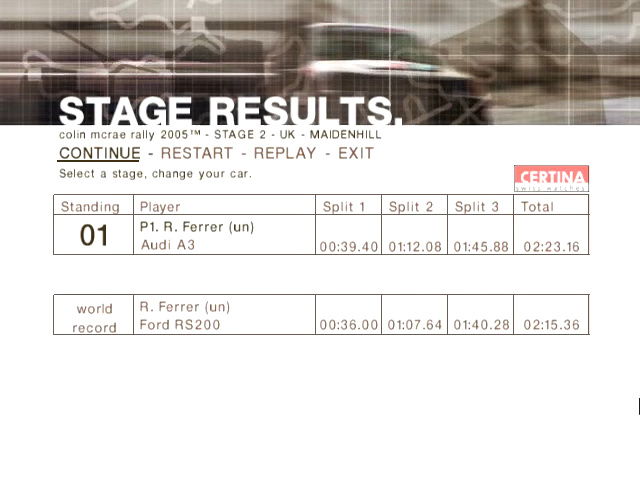 STAGE RESULTS.
colin mcrae rally 2005™ - STAGE 2 - UK - MAIDENHILL
CONTINUE - RESTART - REPLAY - EXIT
Select a stage, change your car.
CERTINA
swiss watches
Standing Player Split 1 Split 2 Split 3 Total
01 P1. R. Ferrer (un)
Audi A3 00:39.40 01:12.08 01:45.88 02:23.16
world R. Ferrer (un)
record Ford RS200 00:36.00 01:07.64 01:40.28 02:15.36